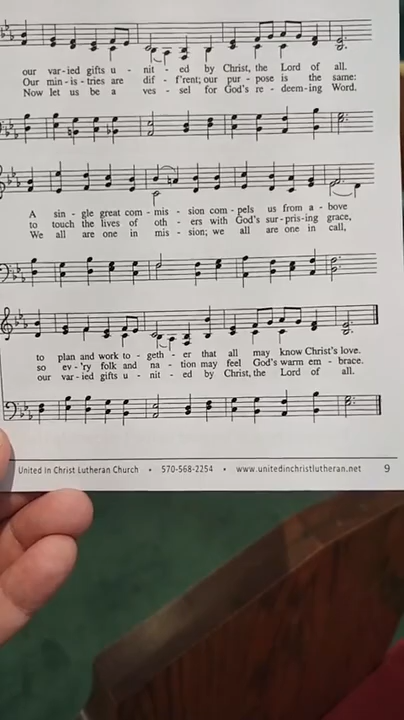 our var-ied gifts u - nit - ed by Christ, the Lord of all.
Our min-is-tries are dif - f'rent; our pur - pose is the same:
Now let us be a ves - sel for God's re - deem-ing Word.
A sin - gle great com - mis - sion com - pels us from a - bove
to touch the lives of oth - ers with God's sur-pris-ing grace,
We all are one in mis - sion; we all are one in call,
to plan and work to - geth - er that all may know Christ's love.
so ev-'ry folk and na - tion may feel God's warm em - brace.
our var-ied gifts u - nit - ed by Christ, the Lord of all.
United In Christ Lutheran Church • 570-568-2254 • www.unitedinchristlutheran.net 9